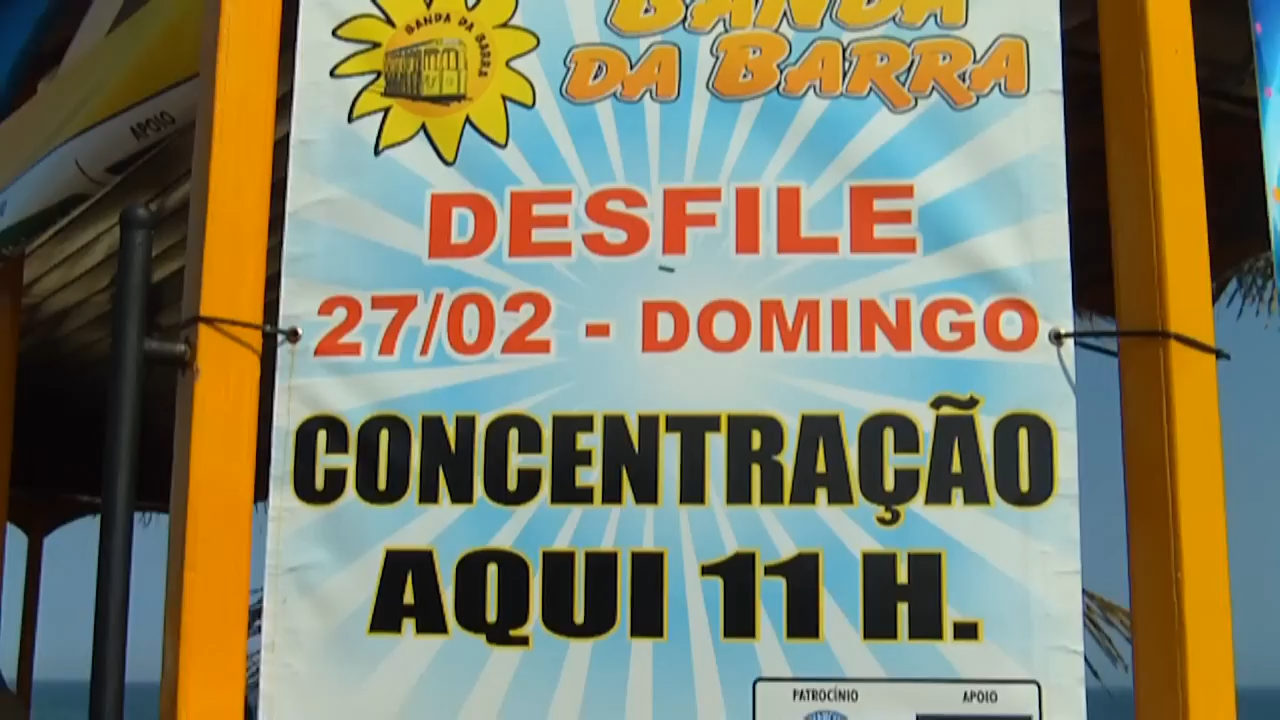 BANDA DA BARRA
BANDA
DA BARRA
APOIO
DESFILE
27/02 - DOMINGO
CONCENTRAÇÃO
AQUI 11 H.
PATROCÍNIO
APOIO